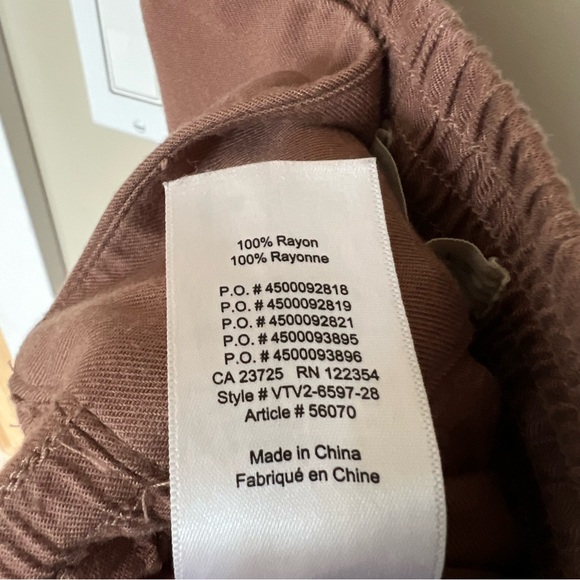 100% Rayon
100% Rayonne
P.O. # 4500092818
P.O. # 4500092819
P.O. # 4500092821
P.O. # 4500093895
P.O. # 4500093896
CA 23725 RN 122354
Style # VTV2-6597-28
Article # 56070
Made in China
Fabriqué en Chine